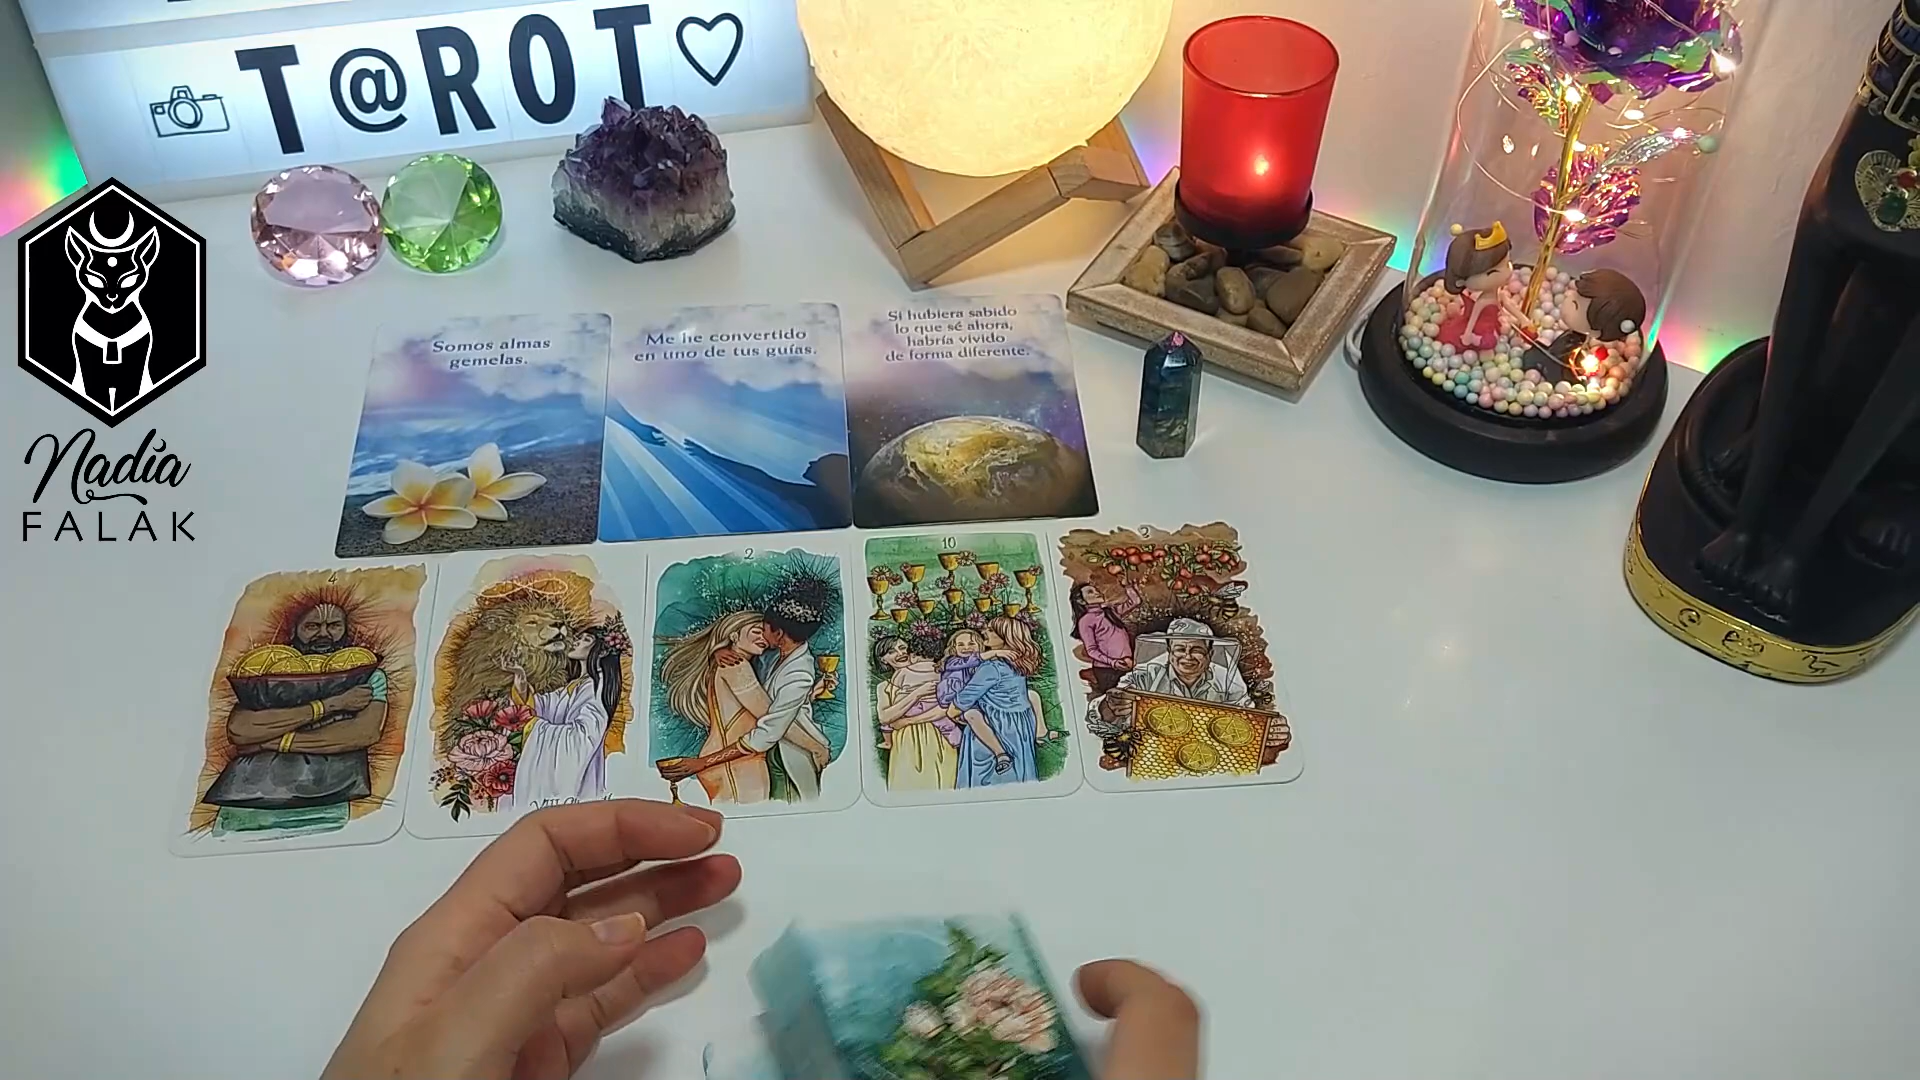 T@ROT
Nadia
FALAK
Somos almas
gemelas.
Me he convertido
en uno de tus guías.
Si hubiera sabido
lo que sé ahora,
habría vivido
de forma diferente.
4
2
10
3